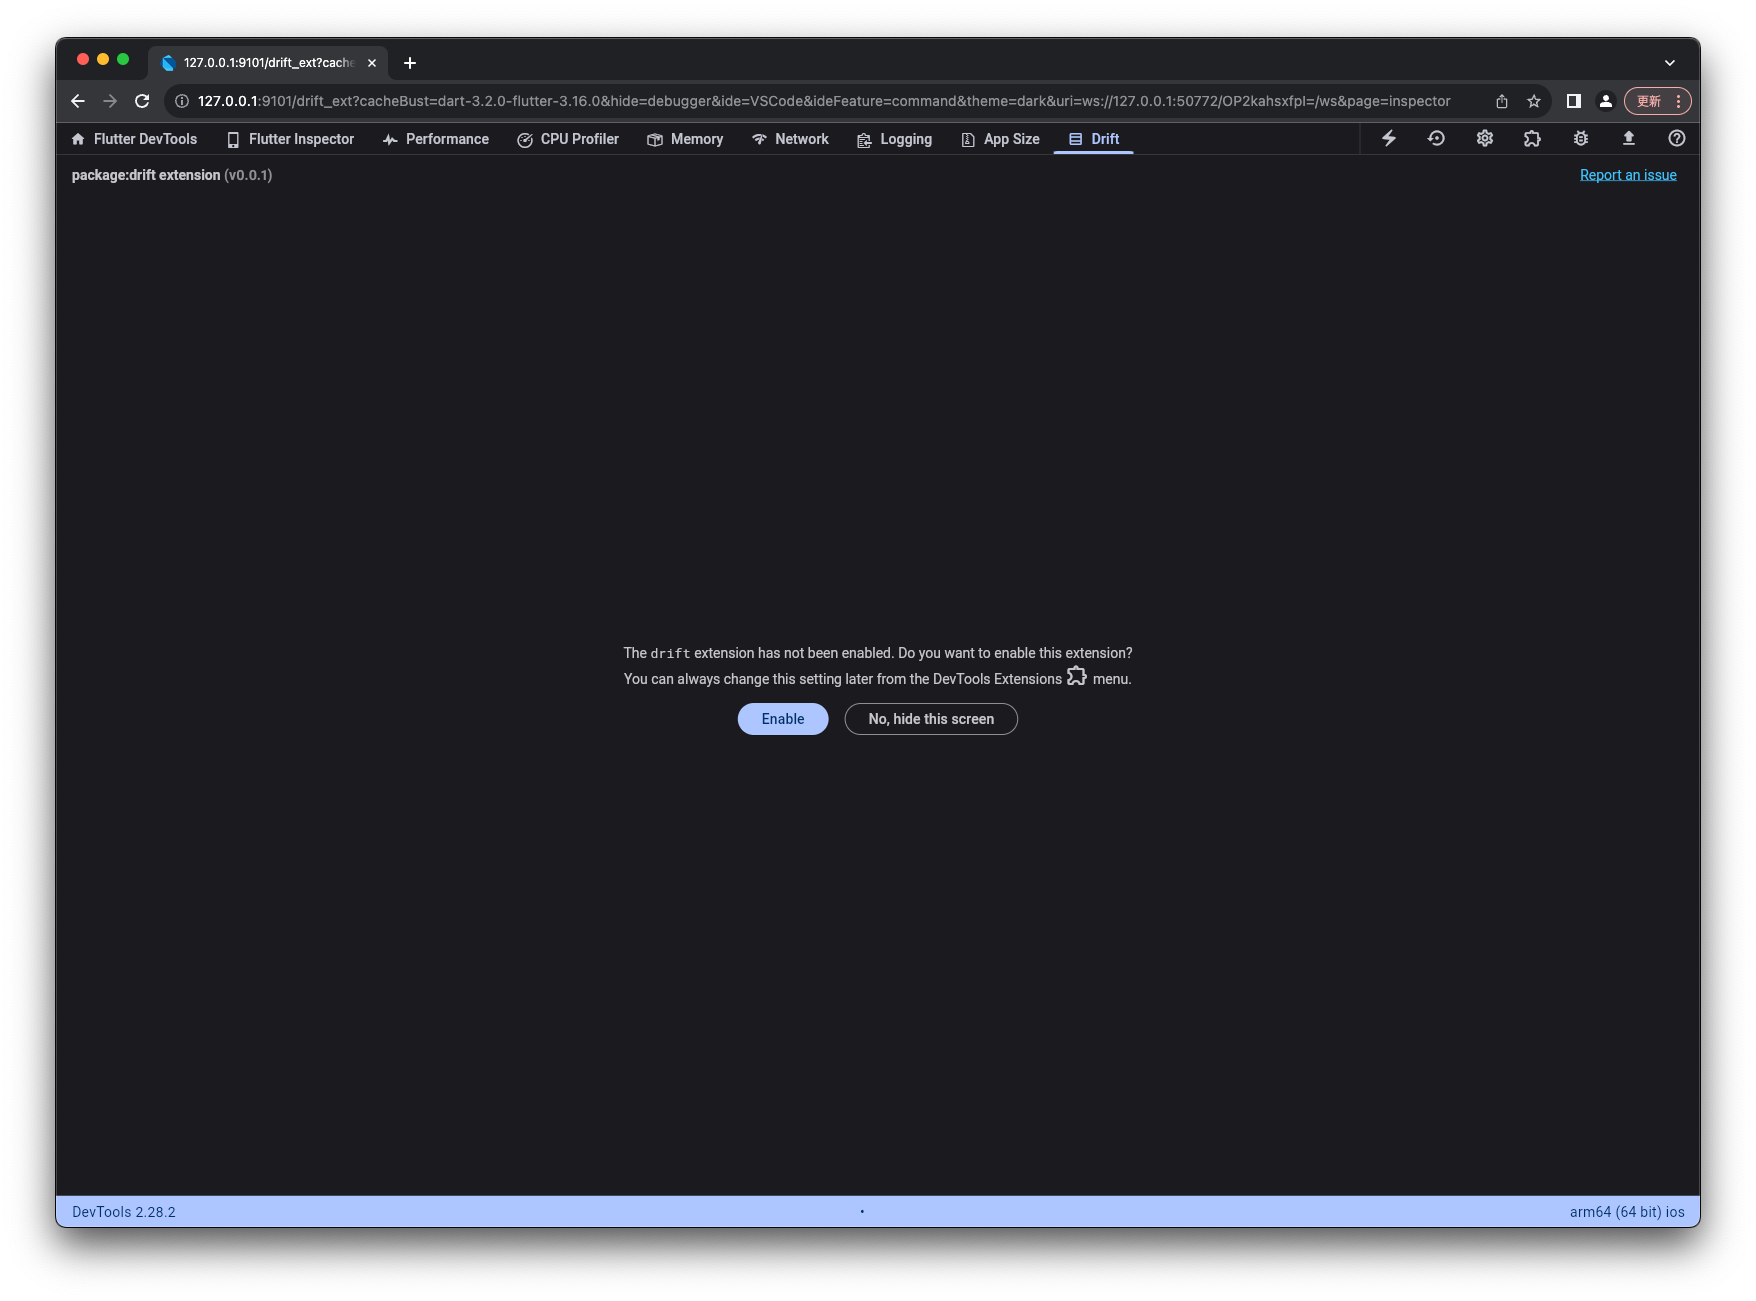 127.0.0.1:9101/drift_ext?cache
127.0.0.1:9101/drift_ext?cacheBust=dart-3.2.0-flutter-3.16.0&hide=debugger&ide=VSCode&ideFeature=command&theme=dark&uri=ws://127.0.0.1:50772/OP2kahsxfpI=/ws&page=inspector
更新
Flutter DevTools Flutter Inspector Performance CPU Profiler Memory Network Logging App Size Drift
package:drift extension (v0.0.1) Report an issue
The drift extension has not been enabled. Do you want to enable this extension?
You can always change this setting later from the DevTools Extensions menu.
Enable No, hide this screen
DevTools 2.28.2 • arm64 (64 bit) ios